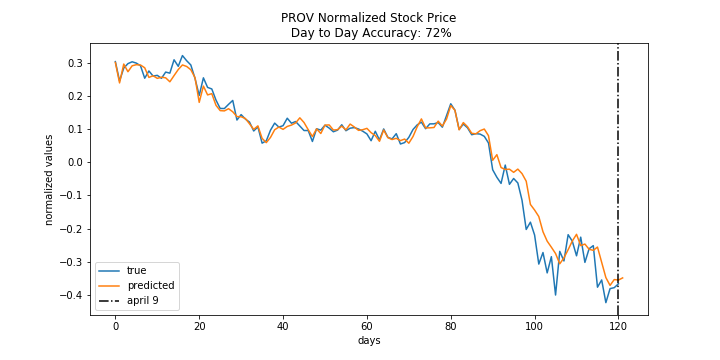 PROV Normalized Stock Price
Day to Day Accuracy: 72%
normalized values
0.3
0.2
0.1
0.0
−0.1
−0.2
−0.3
−0.4
true
predicted
april 9
0
20
40
60
80
100
120
days